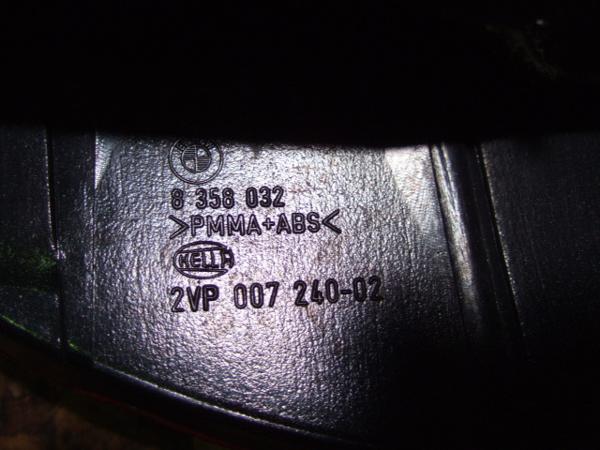 8 358 032
>PMMA+ABS<
HELLA
2VP 007 240-02